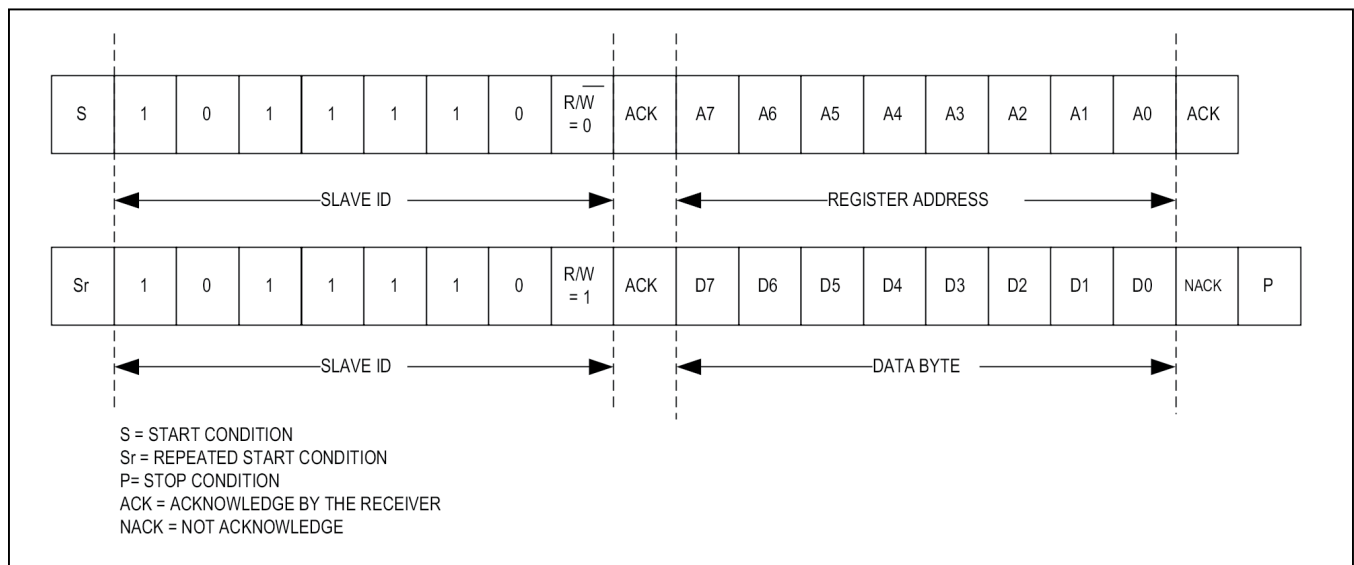 S 1 0 1 1 1 1 0 R/W̅ = 0 ACK A7 A6 A5 A4 A3 A2 A1 A0 ACK
SLAVE ID REGISTER ADDRESS
Sr 1 0 1 1 1 1 0 R/W = 1 ACK D7 D6 D5 D4 D3 D2 D1 D0 NACK P
SLAVE ID DATA BYTE
S = START CONDITION
Sr = REPEATED START CONDITION
P= STOP CONDITION
ACK = ACKNOWLEDGE BY THE RECEIVER
NACK = NOT ACKNOWLEDGE